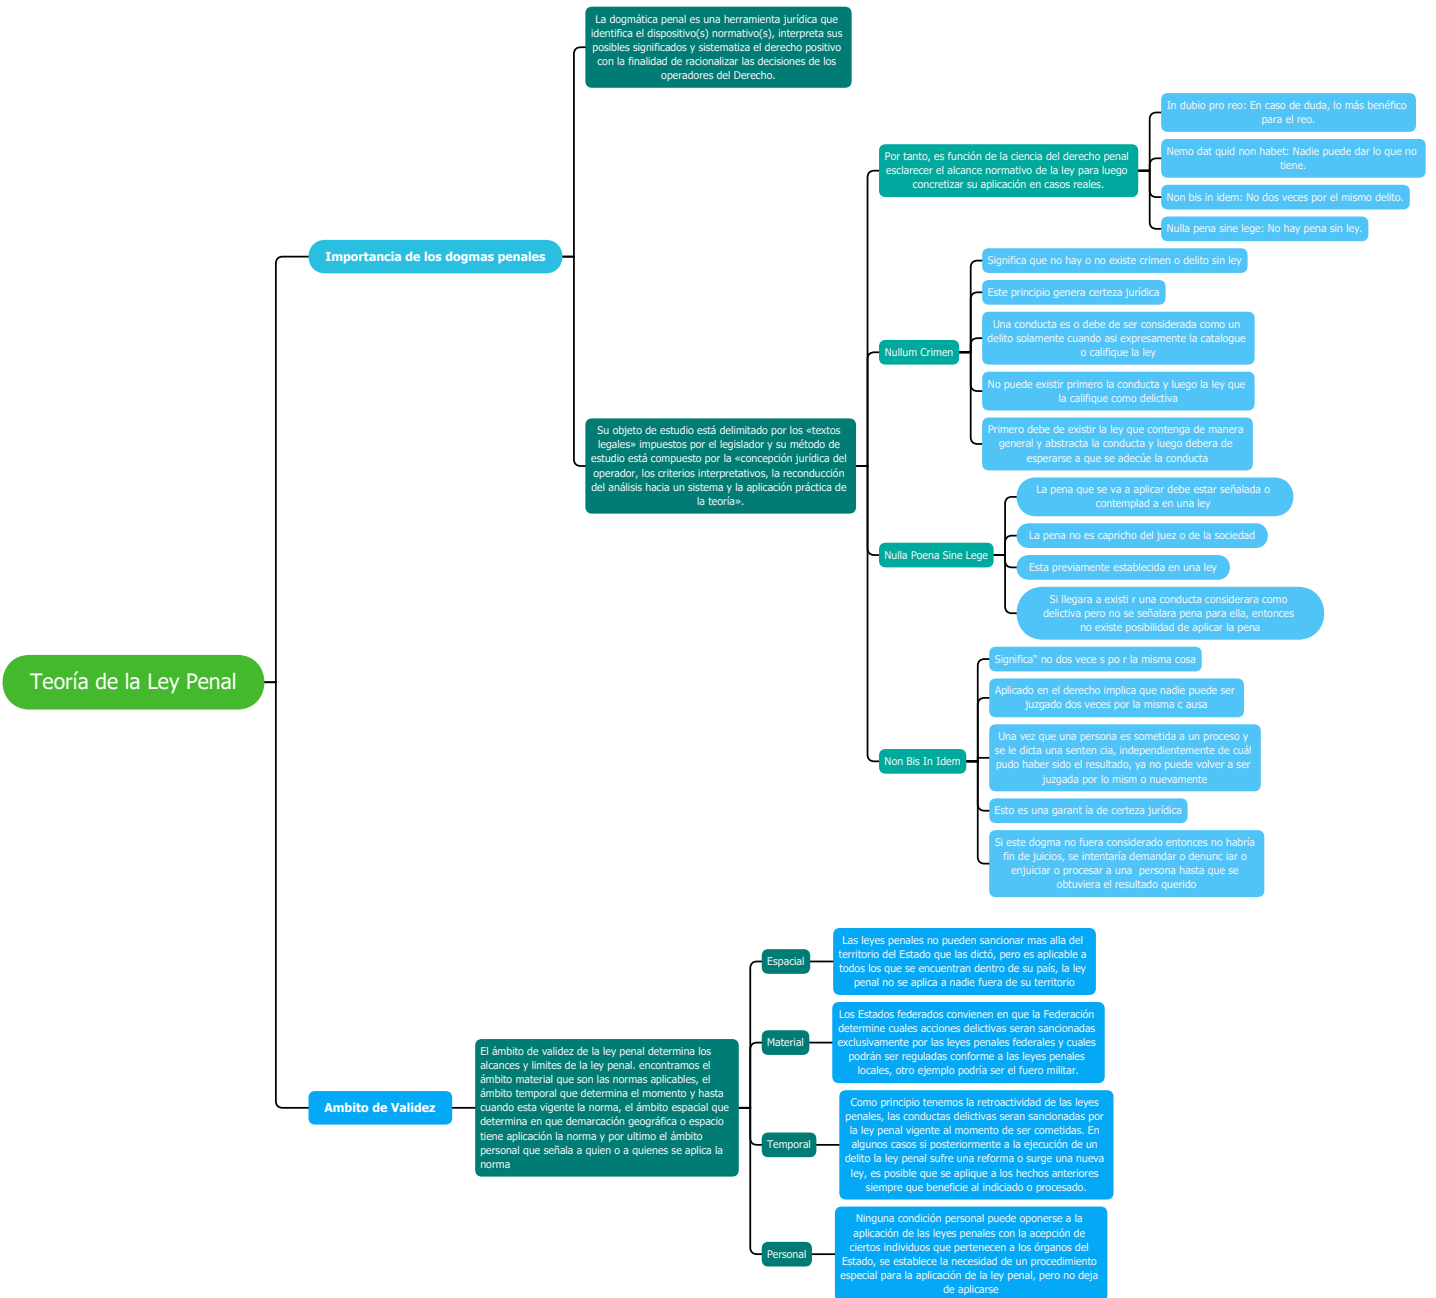 Teoría de la Ley Penal
Importancia de los dogmas penales
La dogmática penal es una herramienta jurídica que
identifica el dispositivo(s) normativo(s), interpreta sus
posibles significados y sistematiza el derecho positivo
con la finalidad de racionalizar las decisiones de los
operadores del Derecho.
Su objeto de estudio está delimitado por los «textos
legales» impuestos por el legislador y su método de
estudio está compuesto por la «concepción jurídica del
operador, los criterios interpretativos, la reconducción
del análisis hacia un sistema y la aplicación práctica de
la teoría».
Por tanto, es función de la ciencia del derecho penal
esclarecer el alcance normativo de la ley para luego
concretizar su aplicación en casos reales.
In dubio pro reo: En caso de duda, lo más benéfico
para el reo.
Nemo dat quid non habet: Nadie puede dar lo que no
tiene.
Non bis in idem: No dos veces por el mismo delito.
Nulla pena sine lege: No hay pena sin ley.
Nullum Crimen
Significa que no hay o no existe crimen o delito sin ley
Este principio genera certeza jurídica
Una conducta es o debe de ser considerada como un
delito solamente cuando asi expresamente la catalogue
o califique la ley
No puede existir primero la conducta y luego la ley que
la califique como delictiva
Primero debe de existir la ley que contenga de manera
general y abstracta la conducta y luego debera de
esperarse a que se adecúe la conducta
Nulla Poena Sine Lege
La pena que se va a aplicar debe estar señalada o
contemplad a en una ley
La pena no es capricho del juez o de la sociedad
Esta previamente establecida en una ley
Si llegara a existi r una conducta considerara como
delictiva pero no se señalara pena para ella, entonces
no existe posibilidad de aplicar la pena
Non Bis In Idem
Significa" no dos vece s po r la misma cosa
Aplicado en el derecho implica que nadie puede ser
juzgado dos veces por la misma c ausa
Una vez que una persona es sometida a un proceso y
se le dicta una senten cia, independientemente de cuál
pudo haber sido el resultado, ya no puede volver a ser
juzgada por lo mism o nuevamente
Esto es una garant ía de certeza jurídica
Si este dogma no fuera considerado entonces no habría
fin de juicios, se intentaría demandar o denunc iar o
enjuiciar o procesar a una  persona hasta que se
obtuviera el resultado querido
Ambito de Validez
El ámbito de validez de la ley penal determina los
alcances y limites de la ley penal. encontramos el
ámbito material que son las normas aplicables, el
ámbito temporal que determina el momento y hasta
cuando esta vigente la norma, el ámbito espacial que
determina en que demarcación geográfica o espacio
tiene aplicación la norma y por ultimo el ámbito
personal que señala a quien o a quienes se aplica la
norma
Espacial
Las leyes penales no pueden sancionar mas alla del
territorio del Estado que las dictó, pero es aplicable a
todos los que se encuentran dentro de su país, la ley
penal no se aplica a nadie fuera de su territorio
Material
Los Estados federados convienen en que la Federación
determine cuales acciones delictivas seran sancionadas
exclusivamente por las leyes penales federales y cuales
podrán ser reguladas conforme a las leyes penales
locales, otro ejemplo podría ser el fuero militar.
Temporal
Como principio tenemos la retroactividad de las leyes
penales, las conductas delictivas seran sancionadas por
la ley penal vigente al momento de ser cometidas. En
algunos casos si posteriormente a la ejecución de un
delito la ley penal sufre una reforma o surge una nueva
ley, es posible que se aplique a los hechos anteriores
siempre que beneficie al indiciado o procesado.
Personal
Ninguna condición personal puede oponerse a la
aplicación de las leyes penales con la acepción de
ciertos individuos que pertenecen a los órganos del
Estado, se establece la necesidad de un procedimiento
especial para la aplicación de la ley penal, pero no deja
de aplicarse